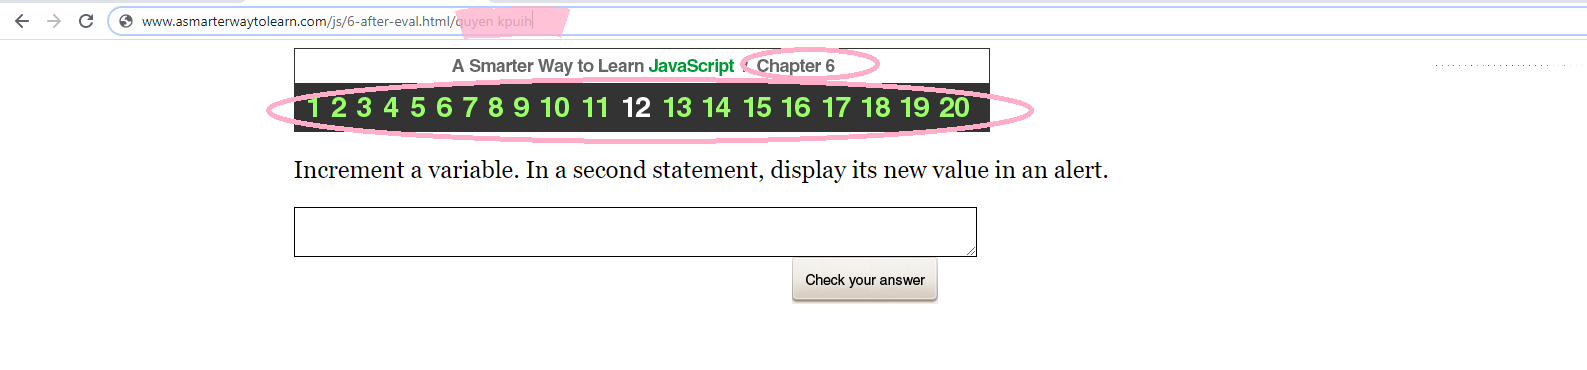 www.asmarterwaytolearn.com/js/6-after-eval.html/quyen kpuih
A Smarter Way to Learn JavaScript / Chapter 6
1 2 3 4 5 6 7 8 9 10 11 12 13 14 15 16 17 18 19 20
Increment a variable. In a second statement, display its new value in an alert.
Check your answer